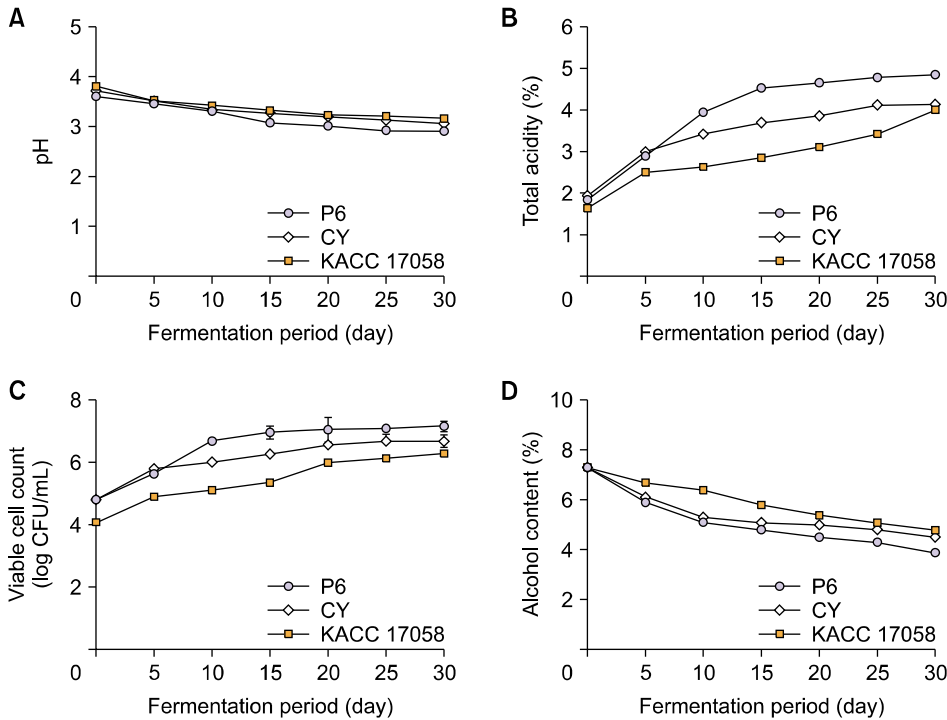 A
pH
5
4
3
2
1
0
5 10 15 20 25 30
P6
CY
KACC 17058
Fermentation period (day)
B
Total acidity (%)
6
5
4
3
2
1
0
5 10 15 20 25 30
P6
CY
KACC 17058
Fermentation period (day)
C
Viable cell count
(log CFU/mL)
8
6
4
2
0
5 10 15 20 25 30
P6
CY
KACC 17058
Fermentation period (day)
D
Alcohol content (%)
10
8
6
4
2
0
5 10 15 20 25 30
P6
CY
KACC 17058
Fermentation period (day)